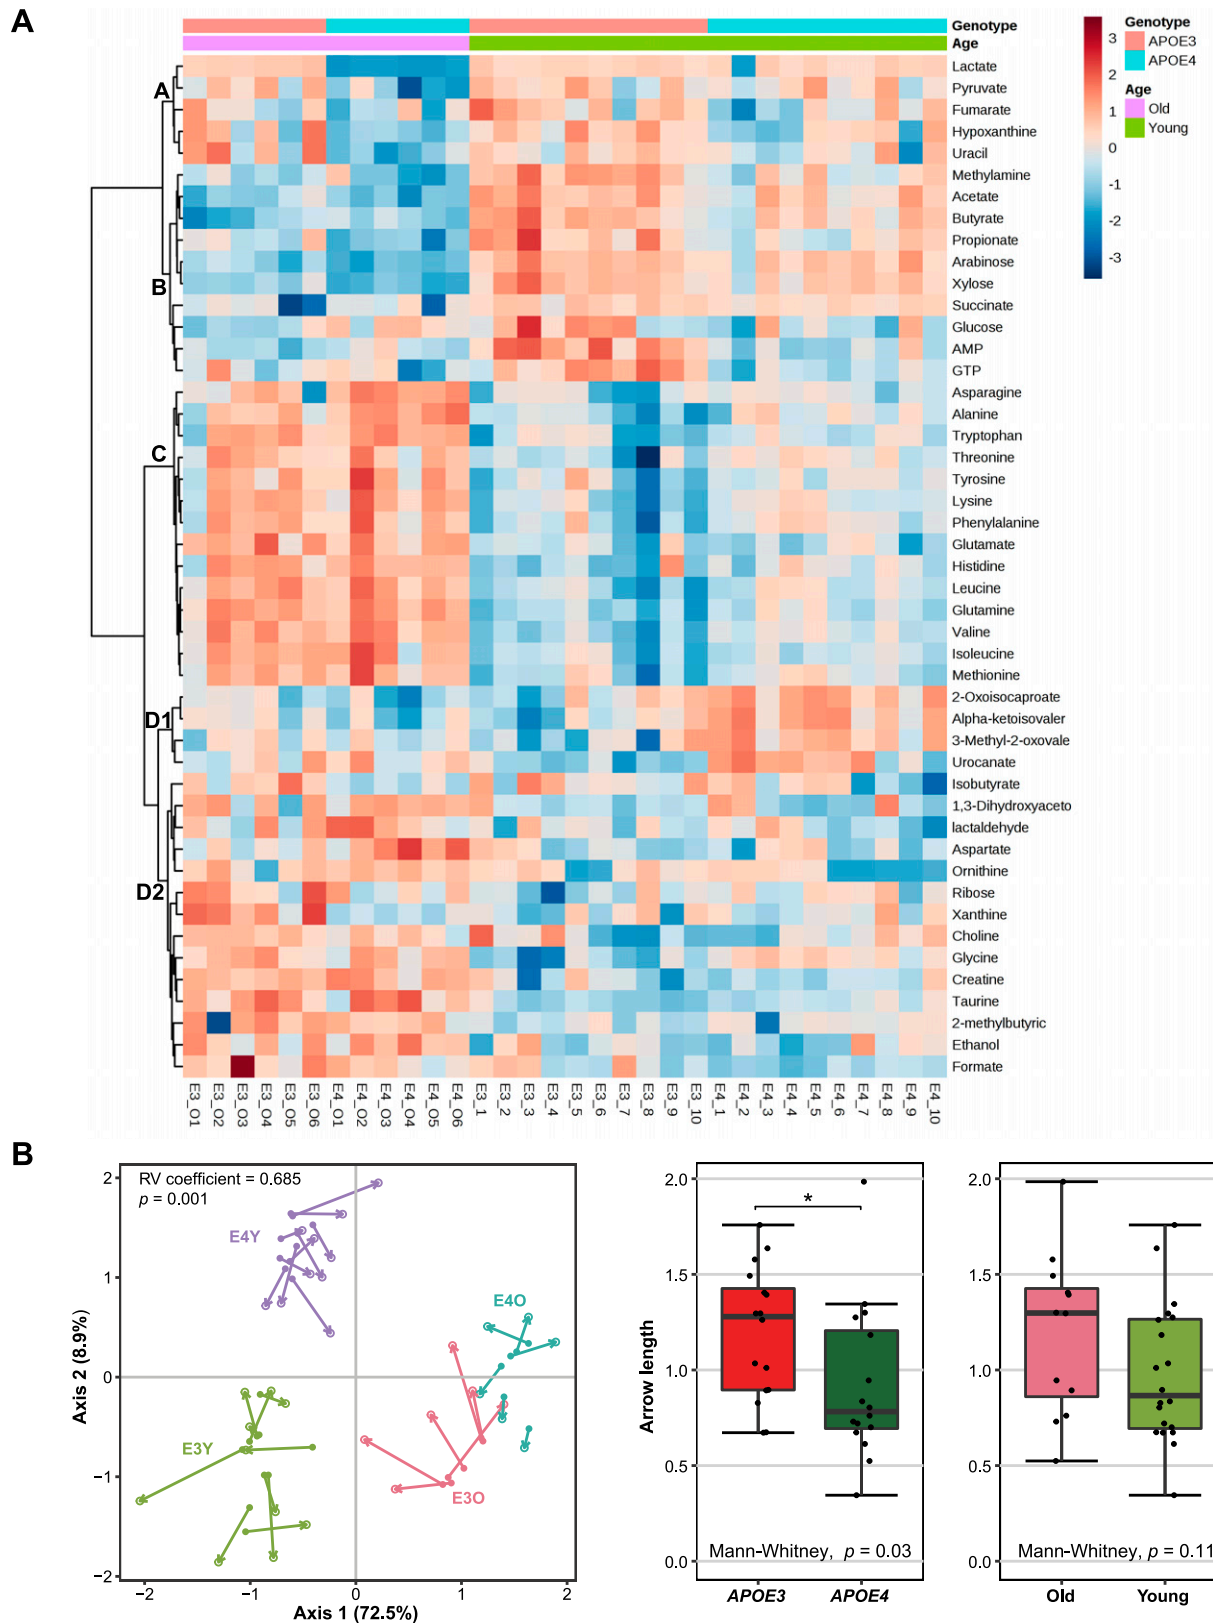 A
Genotype
Age
3
2
1
0
-1
-2
-3
Genotype
APOE3
APOE4
Age
Old
Young
A
B
C
D1
D2
Lactate
Pyruvate
Fumarate
Hypoxanthine
Uracil
Methylamine
Acetate
Butyrate
Propionate
Arabinose
Xylose
Succinate
Glucose
AMP
GTP
Asparagine
Alanine
Tryptophan
Threonine
Tyrosine
Lysine
Phenylalanine
Glutamate
Histidine
Leucine
Glutamine
Valine
Isoleucine
Methionine
2-Oxoisocaproate
Alpha-ketoisovaler
3-Methyl-2-oxovale
Urocanate
Isobutyrate
1,3-Dihydroxyaceto
lactaldehyde
Aspartate
Ornithine
Ribose
Xanthine
Choline
Glycine
Creatine
Taurine
2-methylbutyric
Ethanol
Formate
E3_O1 E3_O2 E3_O3 E3_O4 E3_O5 E3_O6 E4_O1 E4_O2 E4_O3 E4_O4 E4_O5 E4_O6 E3_1 E3_2 E3_3 E3_4 E3_5 E3_6 E3_7 E3_8 E3_9 E3_10 E4_1 E4_2 E4_3 E4_4 E4_5 E4_6 E4_7 E4_8 E4_9 E4_10
B
RV coefficient = 0.685
p = 0.001
E4Y
E4O
E3Y
E3O
Axis 2 (8.9%)
2
1
0
−1
−2
−2 −1 0 1 2
Axis 1 (72.5%)
Arrow length
2.0
1.5
1.0
0.5
0.0
*
Mann-Whitney, p = 0.03
APOE3 APOE4
2.0
1.5
1.0
0.5
0.0
Mann-Whitney, p = 0.11
Old Young